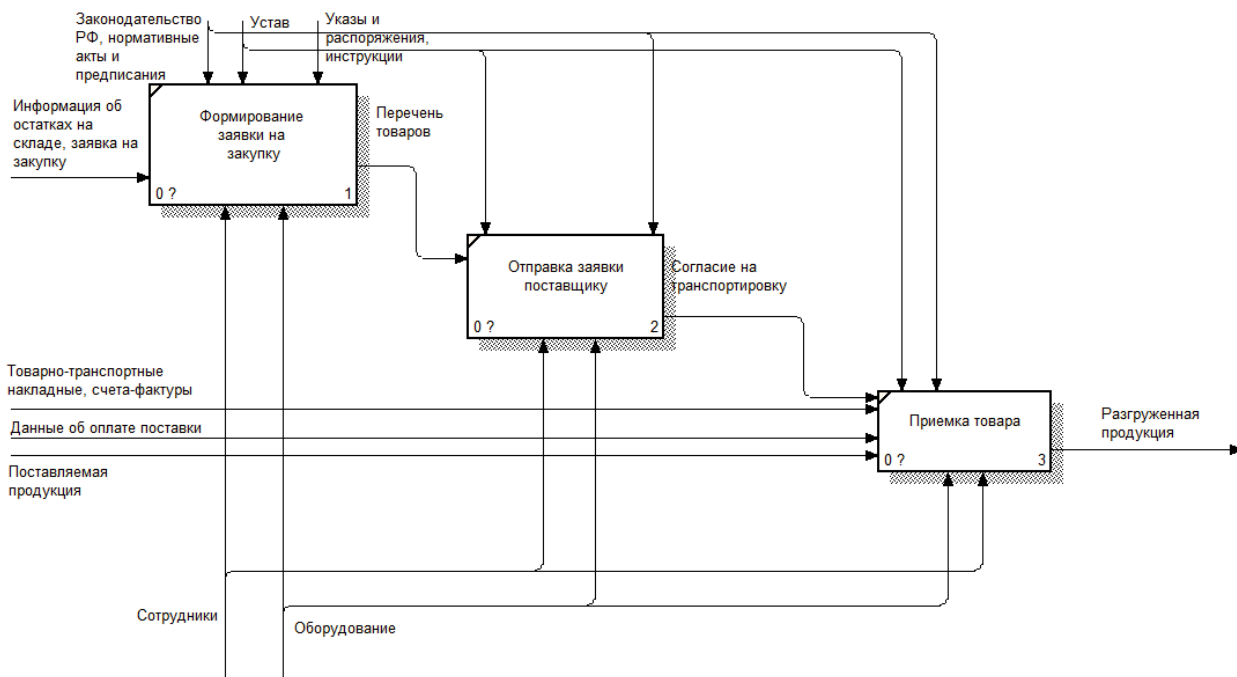 Законодательство
РФ, нормативные
акты и
предписания
Устав
Указы и
распоряжения,
инструкции
Информация об
остатках на
складе, заявка на
закупку
Формирование
заявки на
закупку
0 ?
1
Перечень
товаров
Отправка заявки
поставщику
0 ?
2
Согласие на
транспортировку
Товарно-транспортные
накладные, счета-фактуры
Данные об оплате поставки
Поставляемая
продукция
Приемка товара
0 ?
3
Разгруженная
продукция
Сотрудники
Оборудование